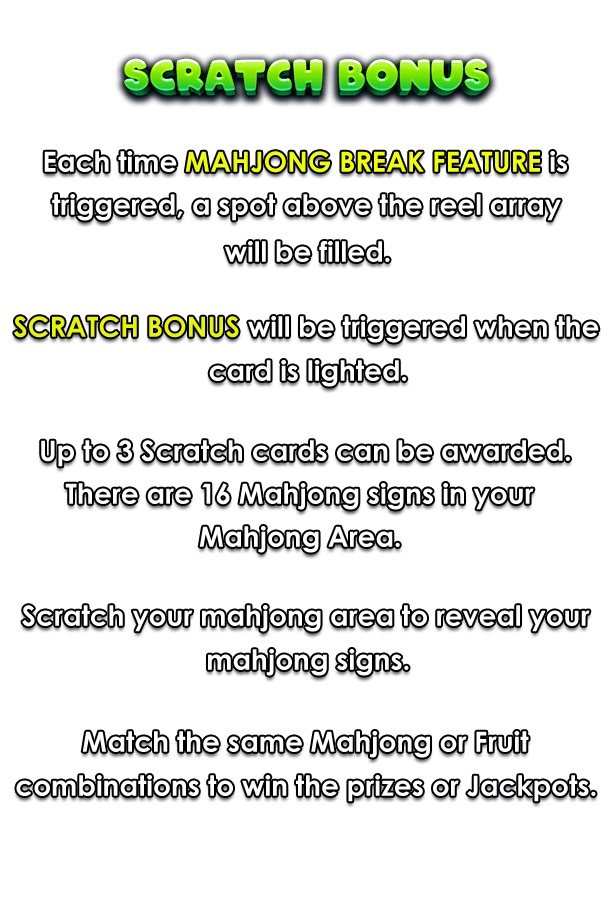 SCRATCH BONUS
Each time MAHJONG BREAK FEATURE is
triggered, a spot above the reel array
will be filled.
SCRATCH BONUS will be triggered when the
card is lighted.
Up to 3 Scratch cards can be awarded.
There are 16 Mahjong signs in your
Mahjong Area.
Scratch your mahjong area to reveal your
mahjong signs.
Match the same Mahjong or Fruit
combinations to win the prizes or Jackpots.